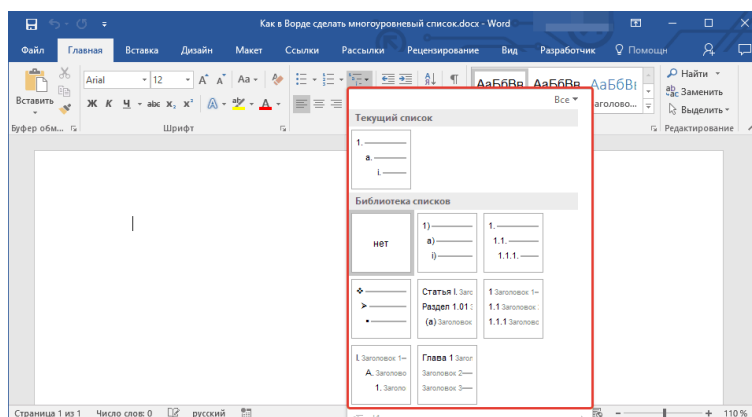 Как в Ворде сделать многоуровневый список.docx - Word
Файл Главная Вставка Дизайн Макет Ссылки Рассылки Рецензирование Вид Разработчик Помощн
Вставить
Arial 12 Aa
Ж К Ч abc x₂ x²
АаБбВв АаБбВв АаБбВв
аголово...
Найти
Заменить
Выделить
Буфер обм... Шрифт Редактирование
Все
Текущий список
1.
a.
i.
Библиотека списков
нет
1)
a)
i)
1.
1.1.
1.1.1.
Статья I. Заго
Раздел 1.01
(a) Заголовок
1 Заголовок 1
1.1 Заголовок
1.1.1 Заголовс
I. Заголовок 1
A. Заголово
1. Заголо
Глава 1 Загол
Заголовок 2
Заголовок 3
Страница 1 из 1 Число слов: 0 русский 110 %